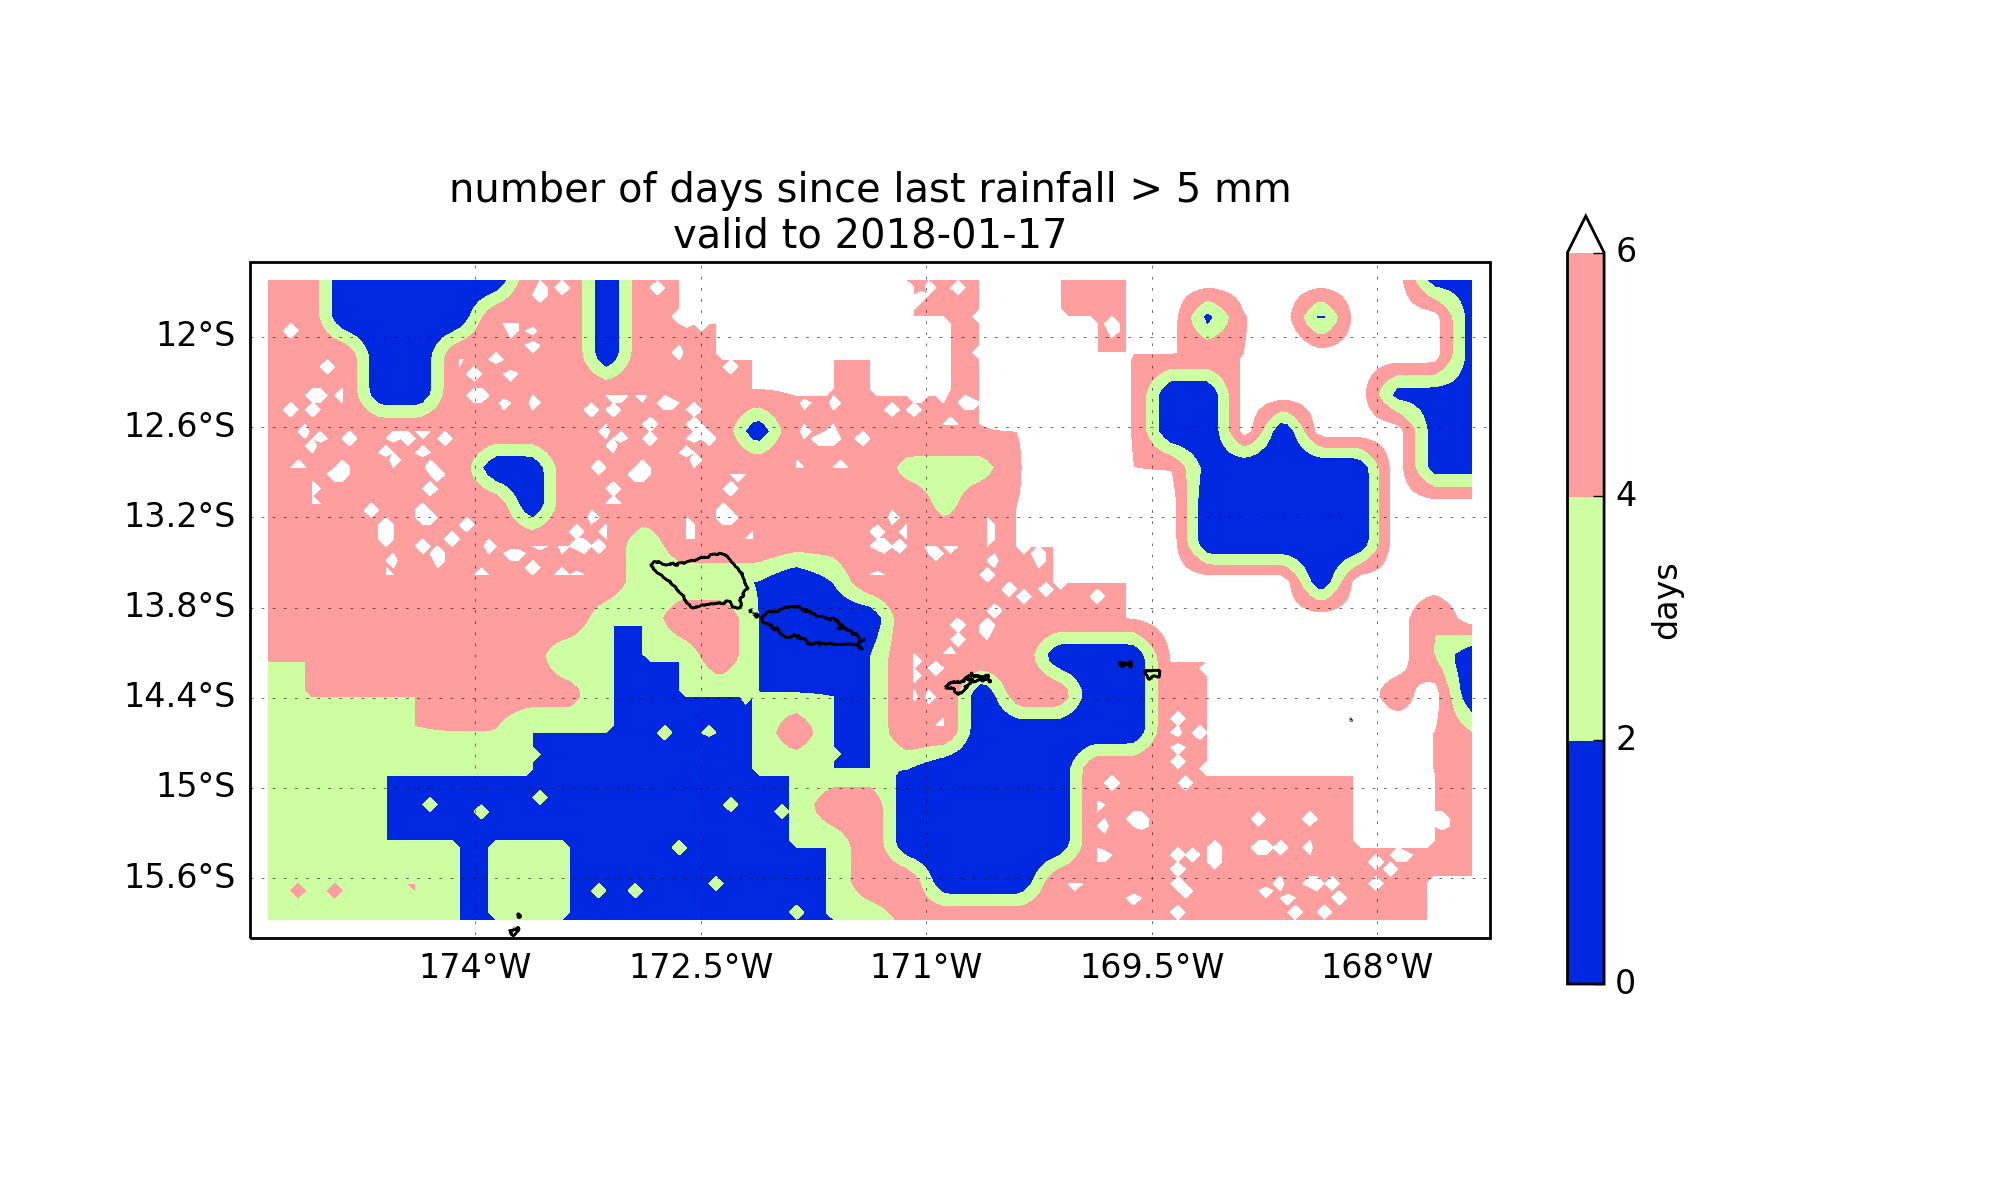 number of days since last rainfall > 5 mm
valid to 2018-01-17
12°S
12.6°S
13.2°S
13.8°S
14.4°S
15°S
15.6°S
174°W 172.5°W 171°W 169.5°W 168°W
6
4
2
0
days